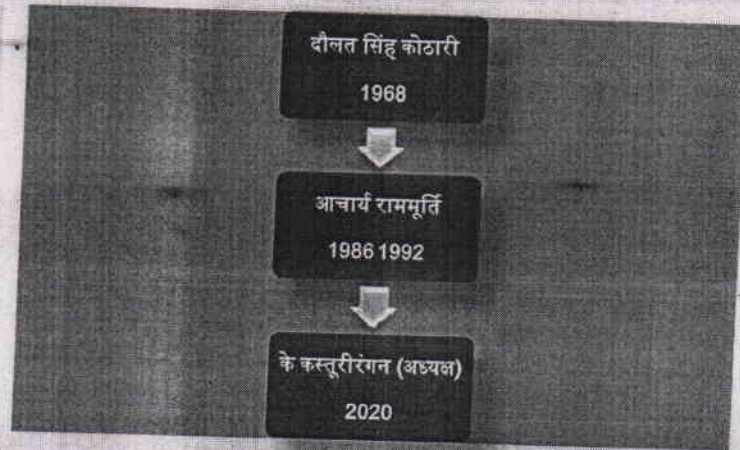 दौलत सिंह कोठारी
1968
आचार्य राममूर्ति
1986 1992
के कस्तूरीरंगन (अध्यक्ष)
2020